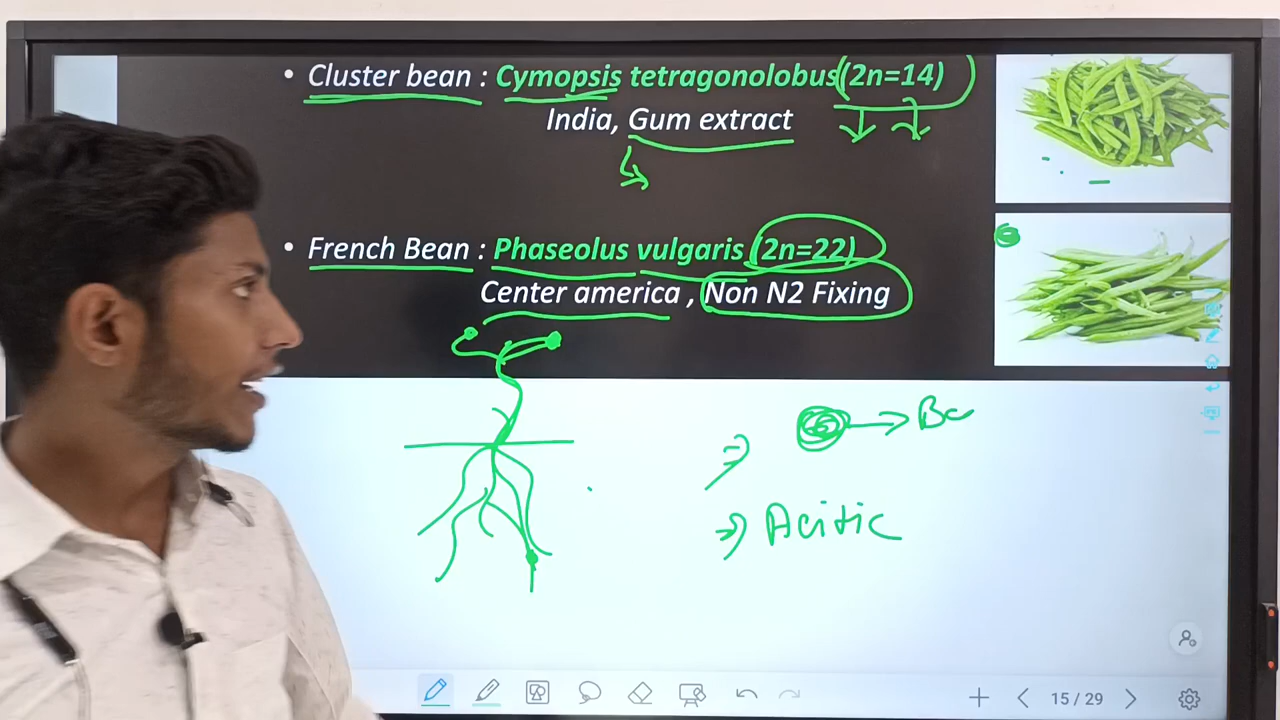 • Cluster bean : Cymopsis tetragonolobus(2n=14)
India, Gum extract
• French Bean : Phaseolus vulgaris (2n=22)
Center america , Non N2 Fixing
Ba
Acitic
15 / 29